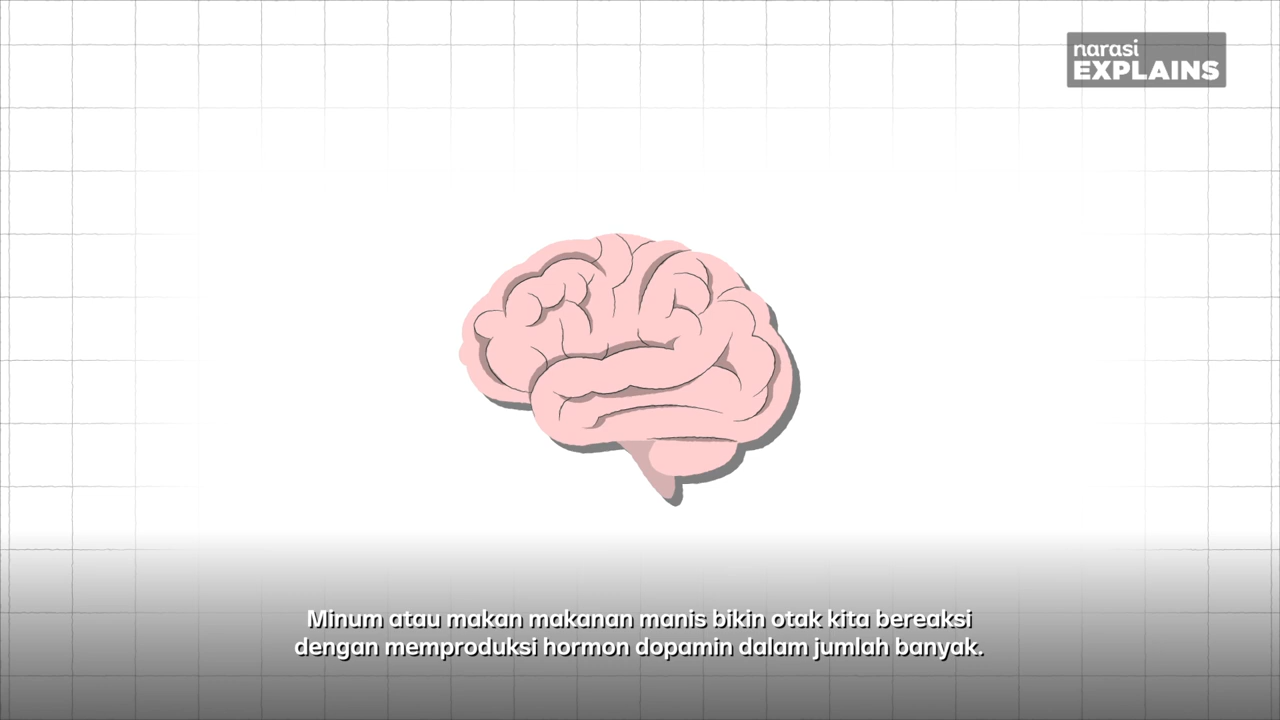 narasi
EXPLAINS
Minum atau makan makanan manis bikin otak kita bereaksi
dengan memproduksi hormon dopamin dalam jumlah banyak.